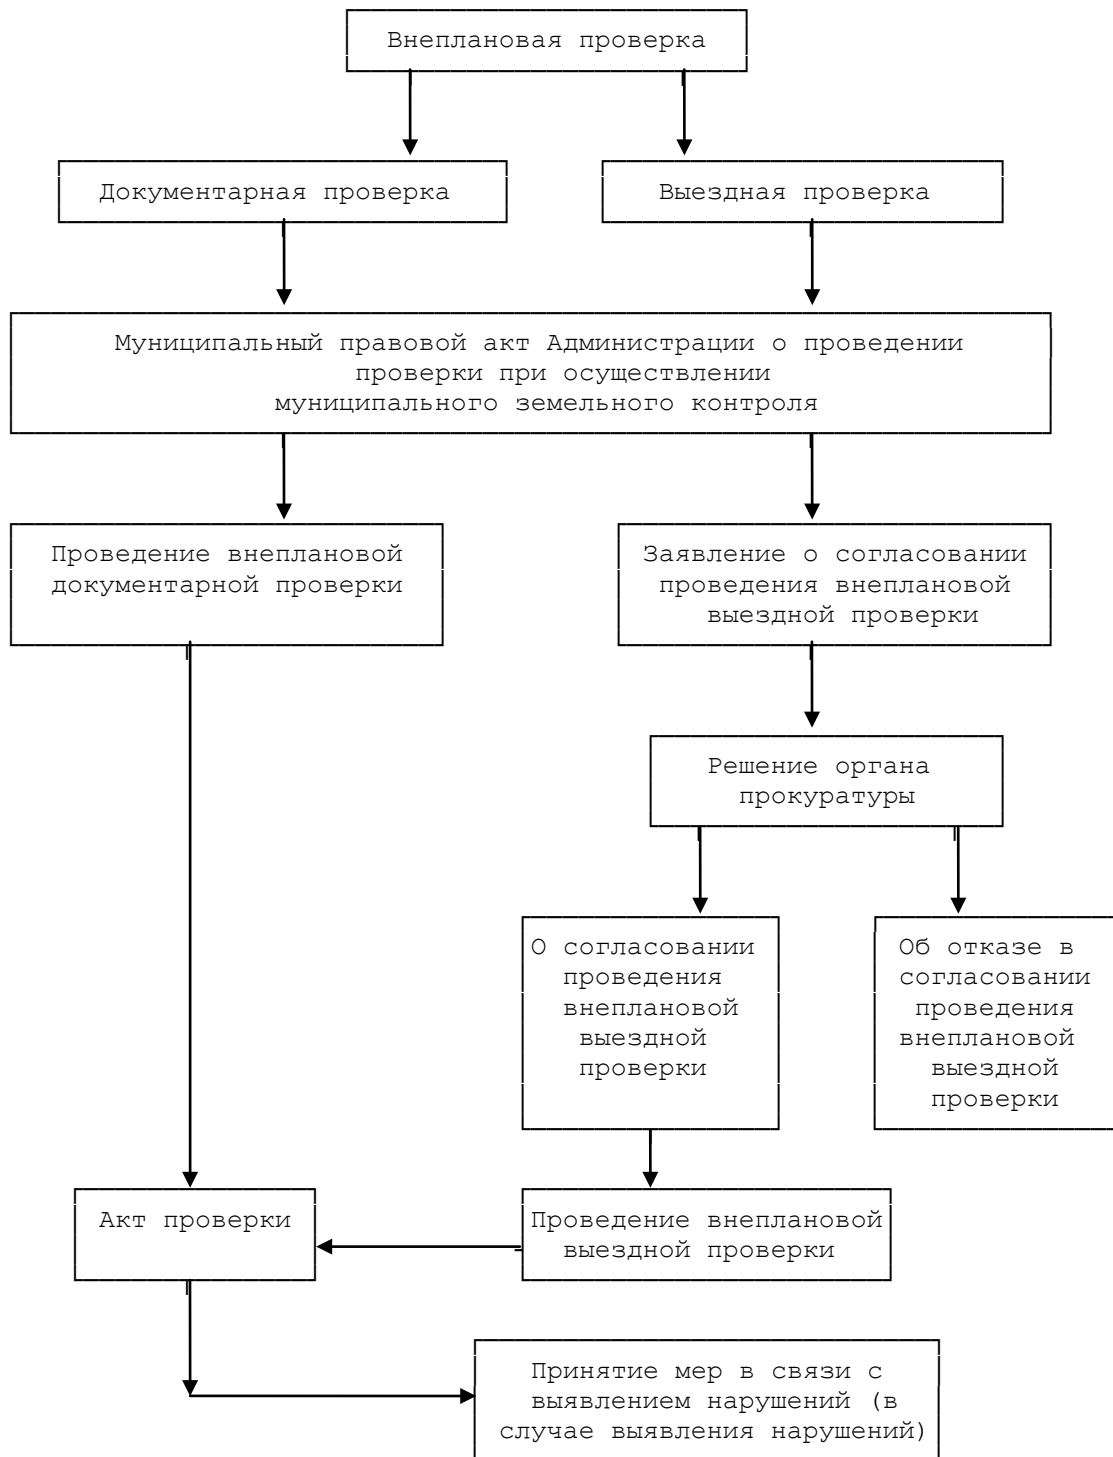 Внеплановая проверка
Документарная проверка
Выездная проверка
Муниципальный правовой акт Администрации о проведении
проверки при осуществлении
муниципального земельного контроля
Проведение внеплановой
документарной проверки
Заявление о согласовании
проведения внеплановой
выездной проверки
Решение органа
прокуратуры
О согласовании
проведения
внеплановой
выездной
проверки
Об отказе в
согласовании
проведения
внеплановой
выездной
проверки
Акт проверки
Проведение внеплановой
выездной проверки
Принятие мер в связи с
выявлением нарушений (в
случае выявления нарушений)